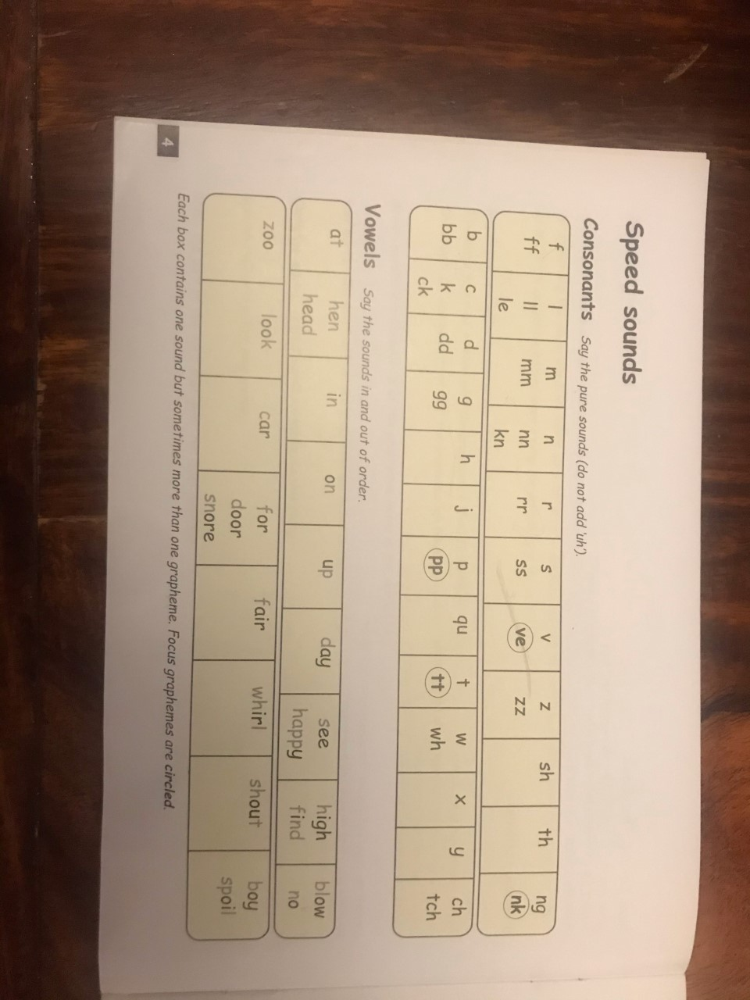 Speed sounds
Consonants Say the pure sounds (do not add 'uh').
f l m n r s v z sh th ng
ff ll mm nn rr ss ve zz nk
le kn
b c d g h j p qu t w x y ch
bb k dd gg pp tt wh tch
ck
Vowels Say the sounds in and out of order.
at hen in on up day see high blow
head happy find no
zoo look car for fair whirl shout boy
door spoil
snore
Each box contains one sound but sometimes more than one grapheme. Focus graphemes are circled.
4